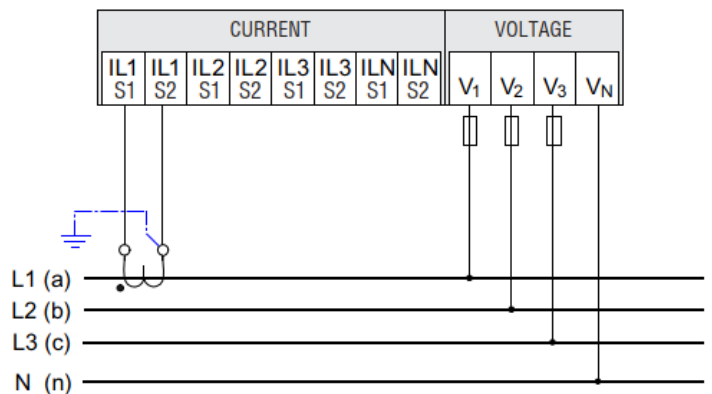 CURRENT VOLTAGE
IL1 IL1 IL2 IL2 IL3 IL3 ILN ILN
S1 S2 S1 S2 S1 S2 S1 S2 V1 V2 V3 VN
L1 (a)
L2 (b)
L3 (c)
N (n)